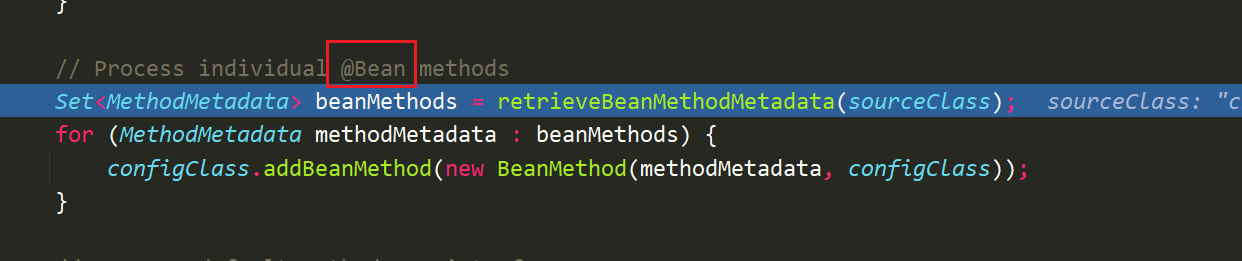 }
// Process individual @Bean methods
Set<MethodMetadata> beanMethods = retrieveBeanMethodMetadata(sourceClass); sourceClass: "c
for (MethodMetadata methodMetadata : beanMethods) {
configClass.addBeanMethod(new BeanMethod(methodMetadata, configClass));
}